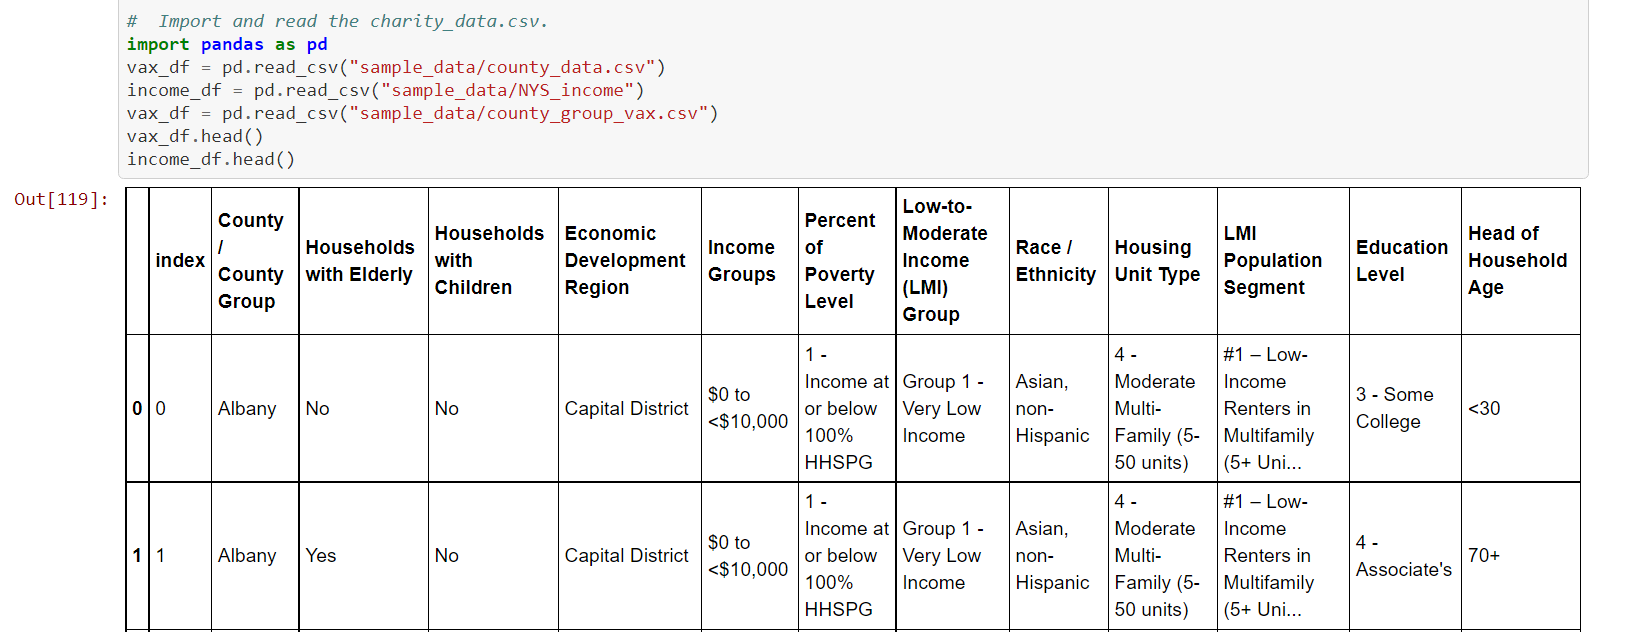 #  Import and read the charity_data.csv.
import pandas as pd
vax_df = pd.read_csv("sample_data/county_data.csv")
income_df = pd.read_csv("sample_data/NYS_income")
vax_df = pd.read_csv("sample_data/county_group_vax.csv")
vax_df.head()
income_df.head()
Out[119]:
index
County
/
County
Group
Households
with Elderly
Households
with
Children
Economic
Development
Region
Income
Groups
Percent
of
Poverty
Level
Low-to-
Moderate
Income
(LMI)
Group
Race /
Ethnicity
Housing
Unit Type
LMI
Population
Segment
Education
Level
Head of
Household
Age
0
0
Albany
No
No
Capital District
$0 to
<$10,000
1 -
Income at
or below
100%
HHSPG
Group 1 -
Very Low
Income
Asian,
non-
Hispanic
4 -
Moderate
Multi-
Family (5-
50 units)
#1 – Low-
Income
Renters in
Multifamily
(5+ Uni...
3 - Some
College
<30
1
1
Albany
Yes
No
Capital District
$0 to
<$10,000
1 -
Income at
or below
100%
HHSPG
Group 1 -
Very Low
Income
Asian,
non-
Hispanic
4 -
Moderate
Multi-
Family (5-
50 units)
#1 – Low-
Income
Renters in
Multifamily
(5+ Uni...
4 -
Associate's
70+